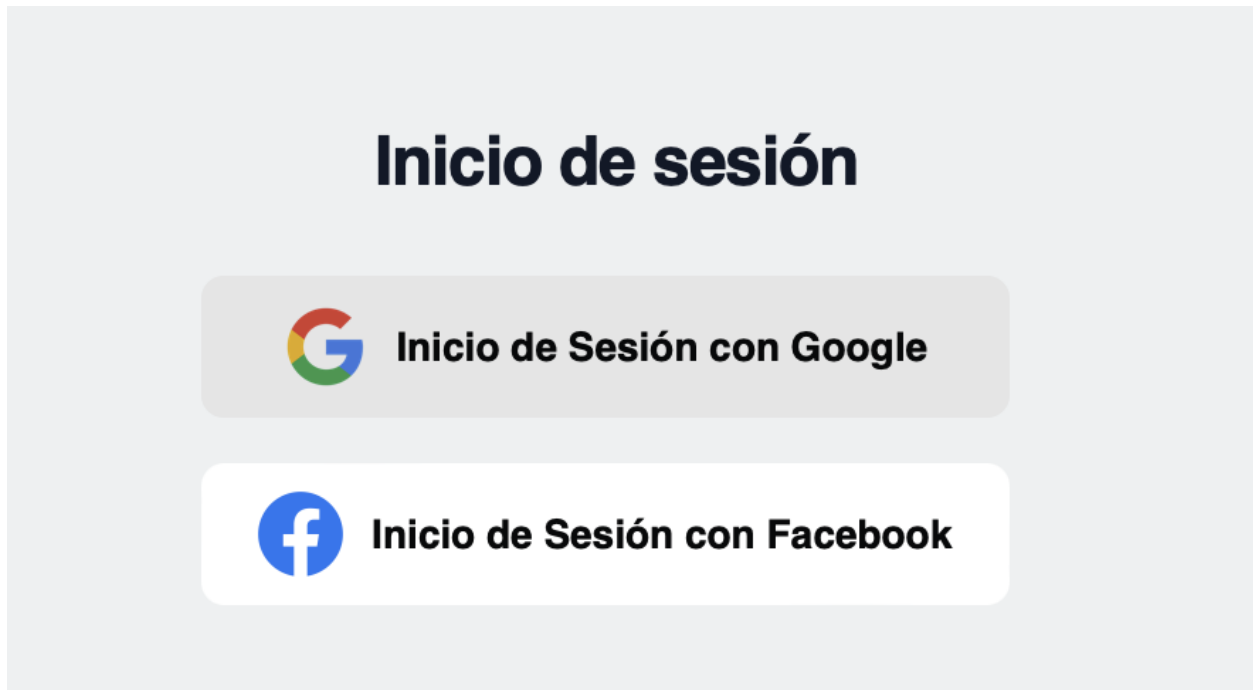 Inicio de sesión
Inicio de Sesión con Google
Inicio de Sesión con Facebook